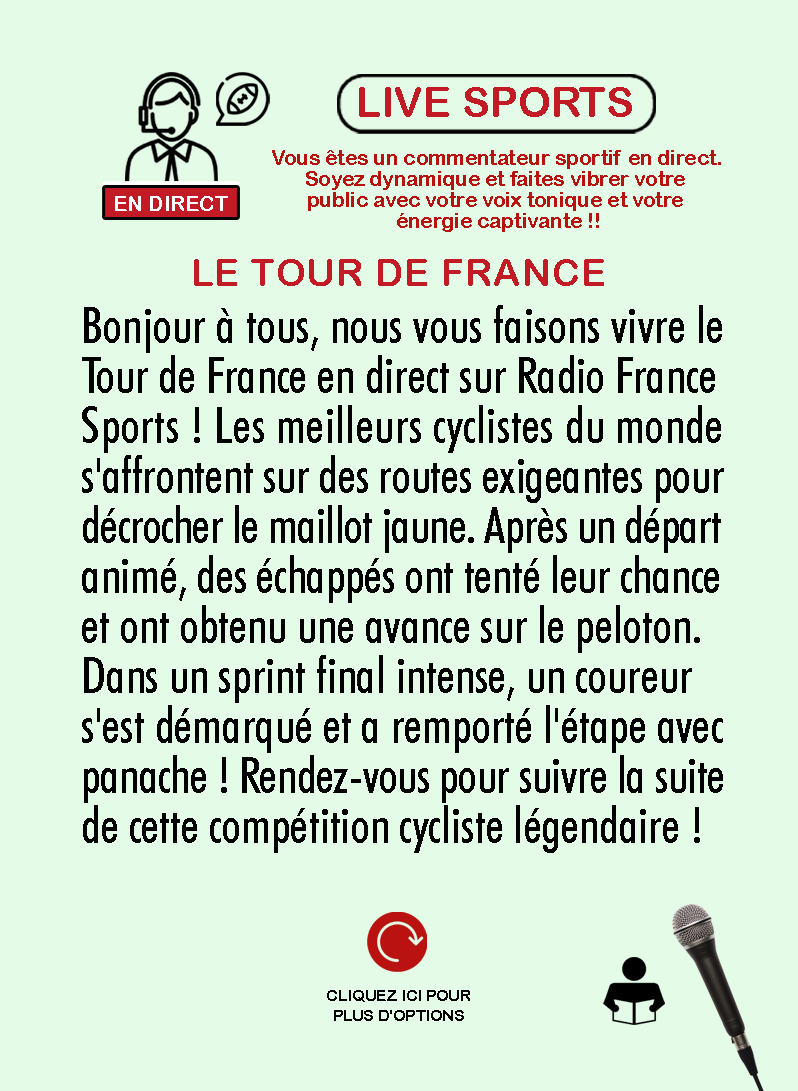 LIVE SPORTS
Vous êtes un commentateur sportif en direct.
Soyez dynamique et faites vibrer votre
public avec votre voix tonique et votre
énergie captivante !!
EN DIRECT
LE TOUR DE FRANCE
Bonjour à tous, nous vous faisons vivre le
Tour de France en direct sur Radio France
Sports ! Les meilleurs cyclistes du monde
s'affrontent sur des routes exigeantes pour
décrocher le maillot jaune. Après un départ
animé, des échappés ont tenté leur chance
et ont obtenu une avance sur le peloton.
Dans un sprint final intense, un coureur
s'est démarqué et a remporté l'étape avec
panache ! Rendez-vous pour suivre la suite
de cette compétition cycliste légendaire !
CLIQUEZ ICI POUR
PLUS D'OPTIONS